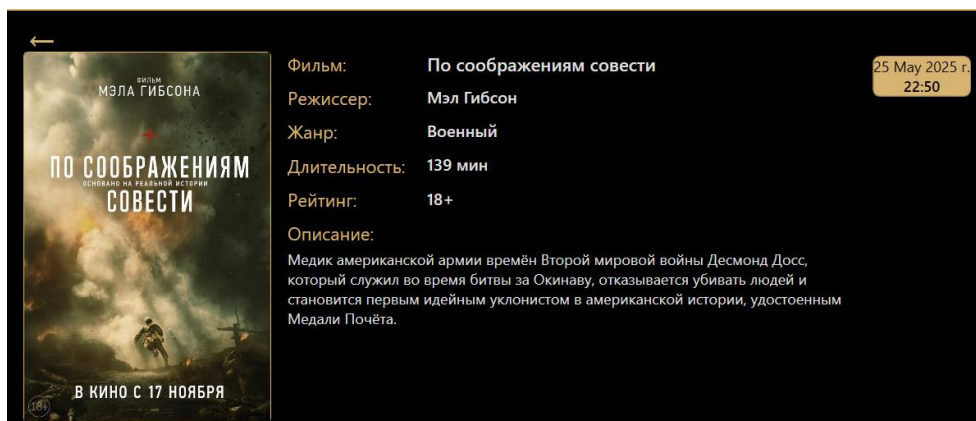 ←
ФИЛЬМ
МЭЛА ГИБСОНА
ПО СООБРАЖЕНИЯМ
ОСНОВАНО НА РЕАЛЬНОЙ ИСТОРИИ
СОВЕСТИ
В КИНО С 17 НОЯБРЯ
18+
Фильм: По соображениям совести
Режиссер: Мэл Гибсон
Жанр: Военный
Длительность: 139 мин
Рейтинг: 18+
Описание:
Медик американской армии времён Второй мировой войны Десмонд Досс,
который служил во время битвы за Окинаву, отказывается убивать людей и
становится первым идейным уклонистом в американской истории, удостоенным
Медали Почёта.
25 May 2025 г.
22:50